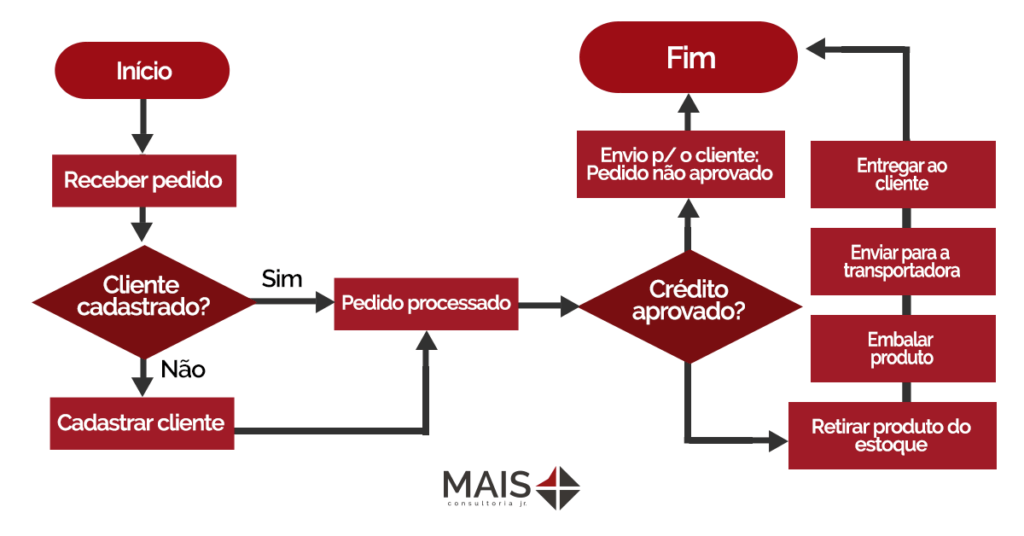 Início
Receber pedido
Cliente
cadastrado?
Sim
Não
Cadastrar cliente
Pedido processado
Crédito
aprovado?
Envio p/ o cliente:
Pedido não aprovado
Fim
Retirar produto do
estoque
Embalar
produto
Enviar para a
transportadora
Entregar ao
cliente
MAIS
consultoria jr.